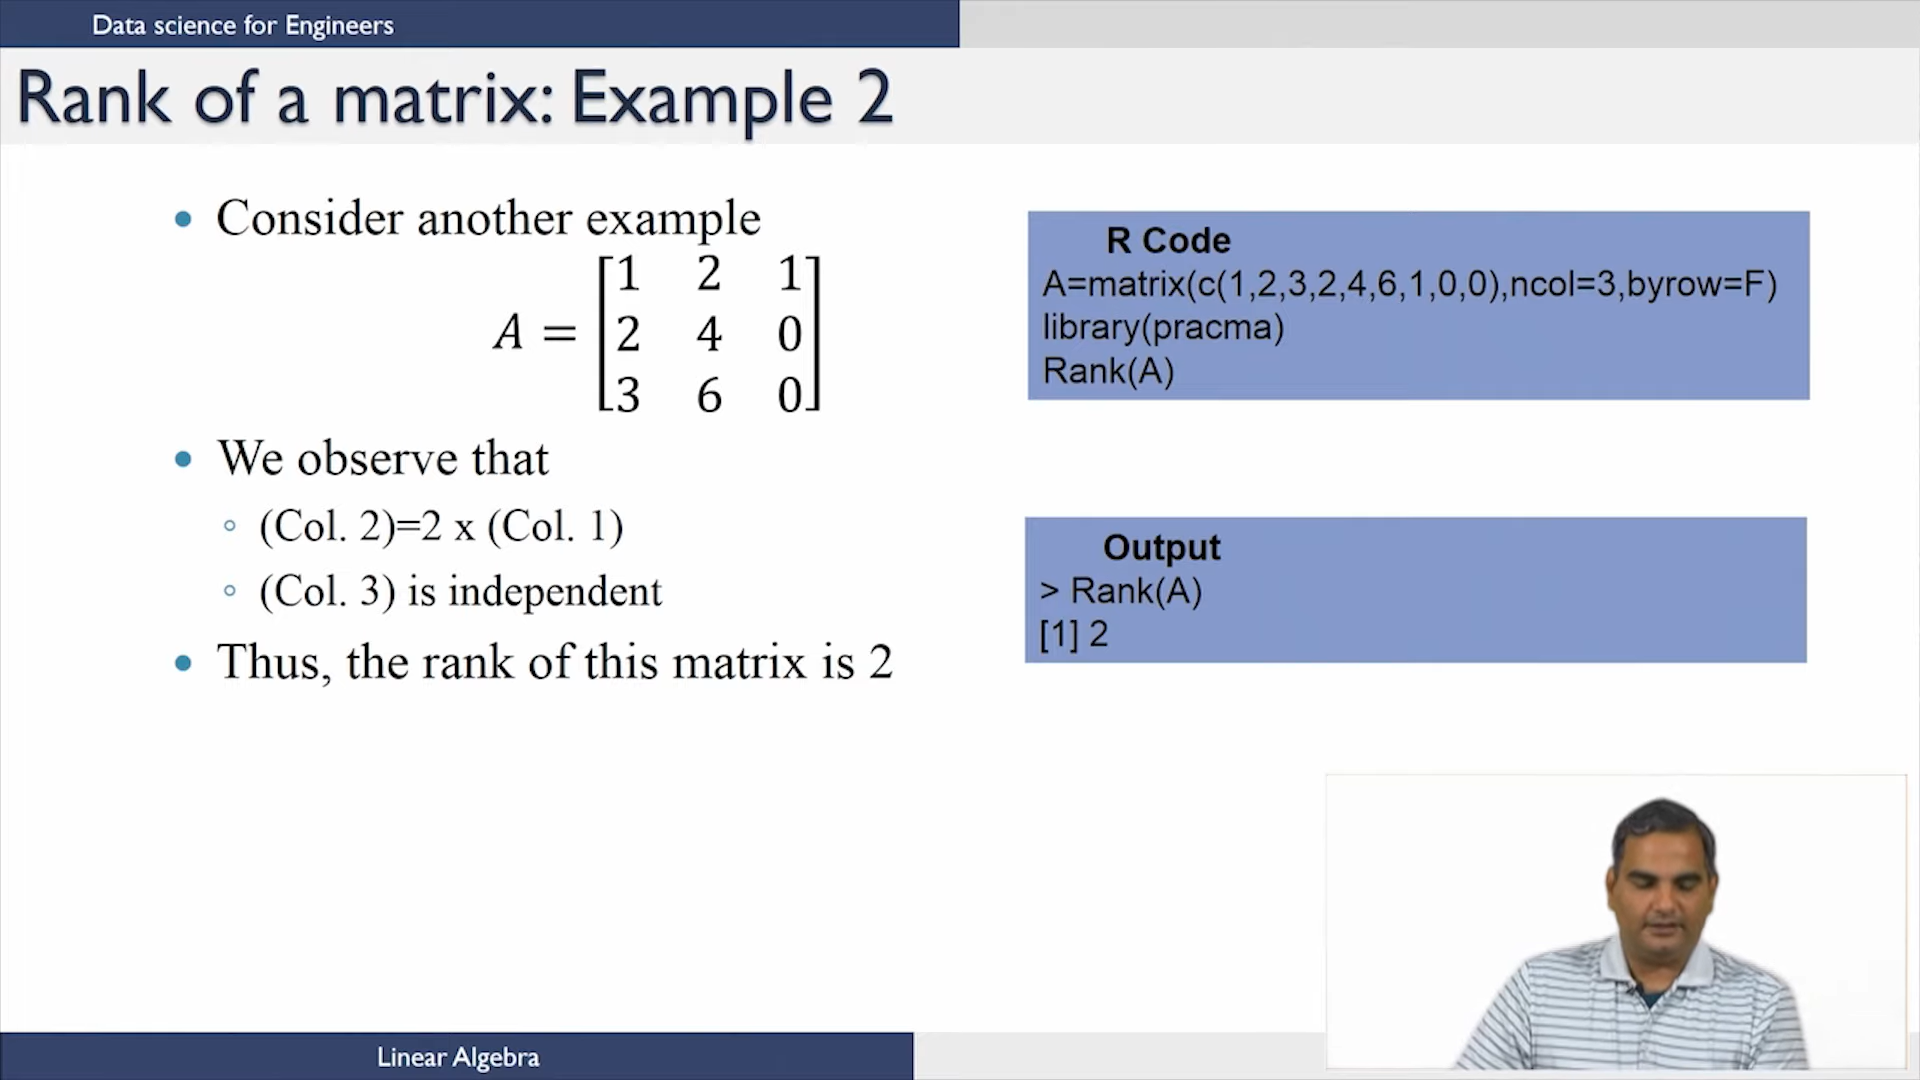 Data science for Engineers
Rank of a matrix: Example 2
• Consider another example
A = [1 2 1
2 4 0
3 6 0]
• We observe that
◦ (Col. 2)=2 x (Col. 1)
◦ (Col. 3) is independent
• Thus, the rank of this matrix is 2
R Code
A=matrix(c(1,2,3,2,4,6,1,0,0),ncol=3,byrow=F)
library(pracma)
Rank(A)
Output
> Rank(A)
[1] 2
Linear Algebra